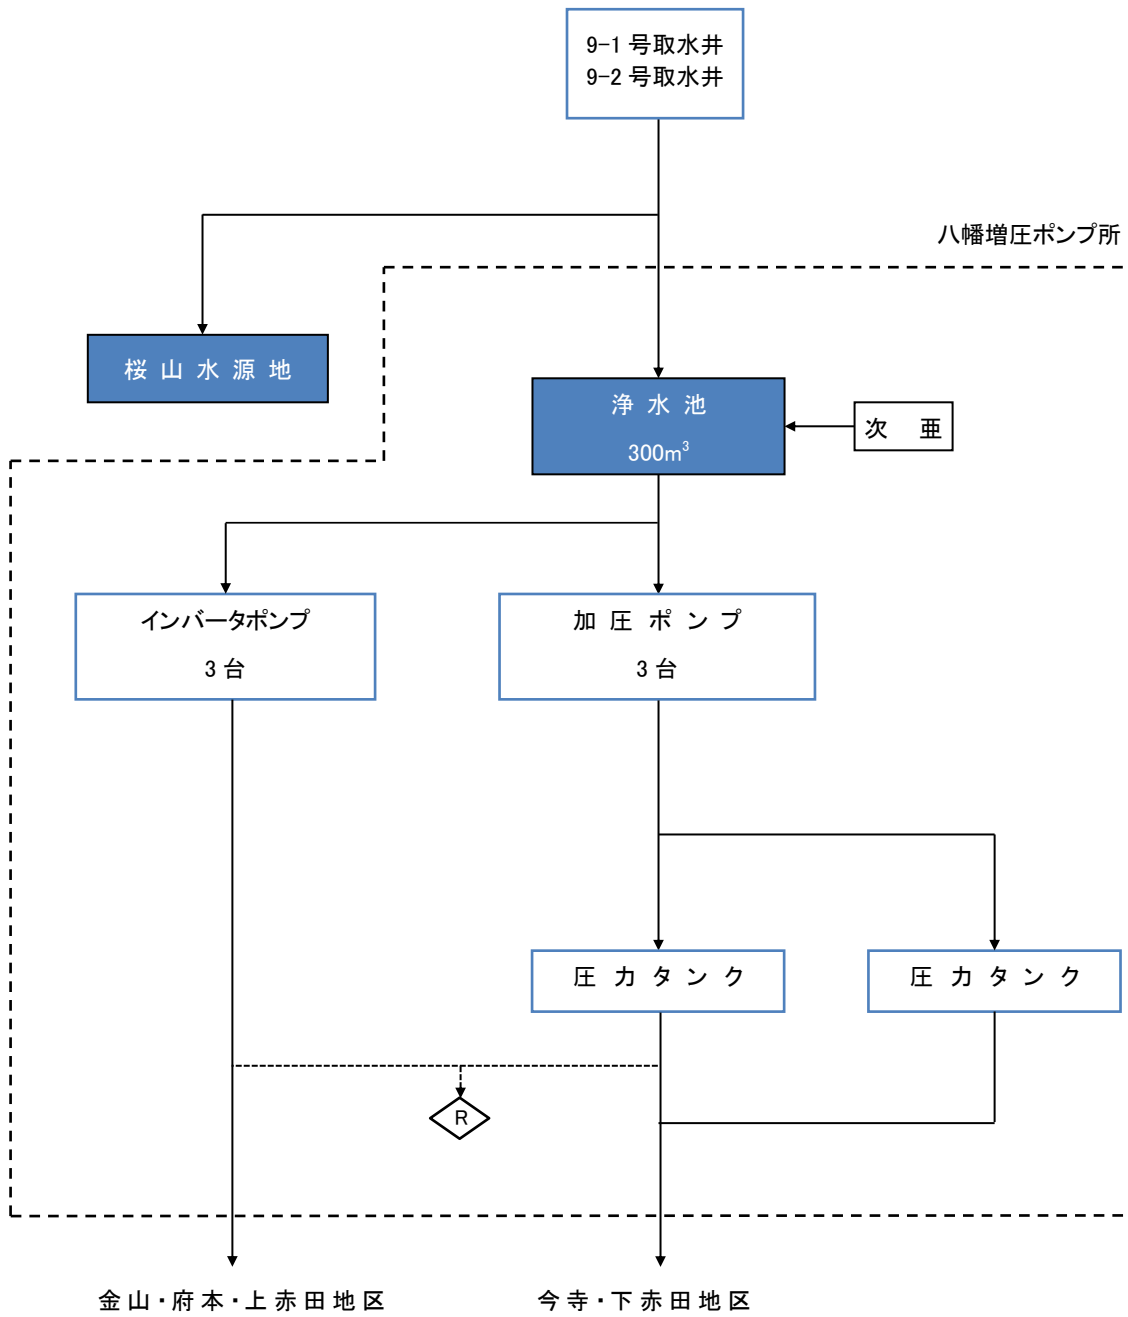 9-1 号取水井
9-2 号取水井
八幡増圧ポンプ所
桜山水源地
浄水池
300m³
次亜
インバータポンプ
3 台
加圧ポンプ
3 台
圧力タンク
圧力タンク
R
金山・府本・上赤田地区
今寺・下赤田地区